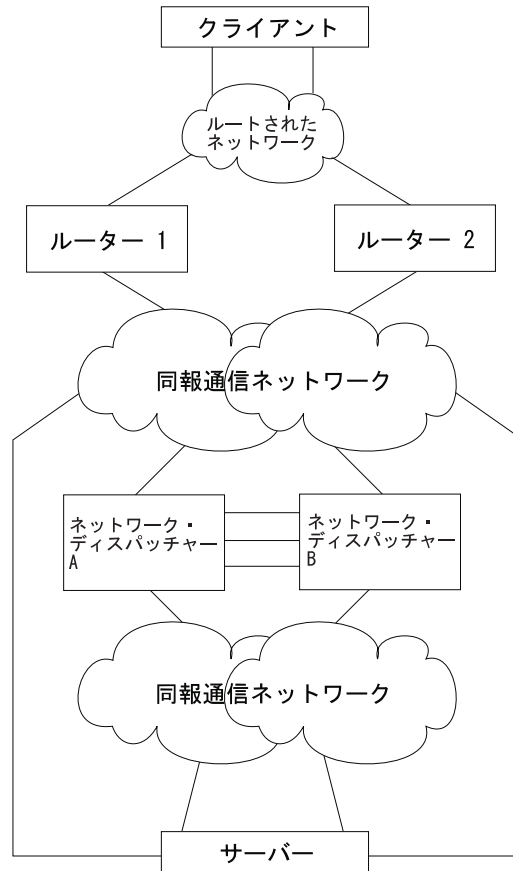 クライアント
ルートされた
ネットワーク
ルーター 1
ルーター 2
同報通信ネットワーク
ネットワーク・
ディスパッチャー
A
ネットワーク・
ディスパッチャー
B
同報通信ネットワーク
サーバー